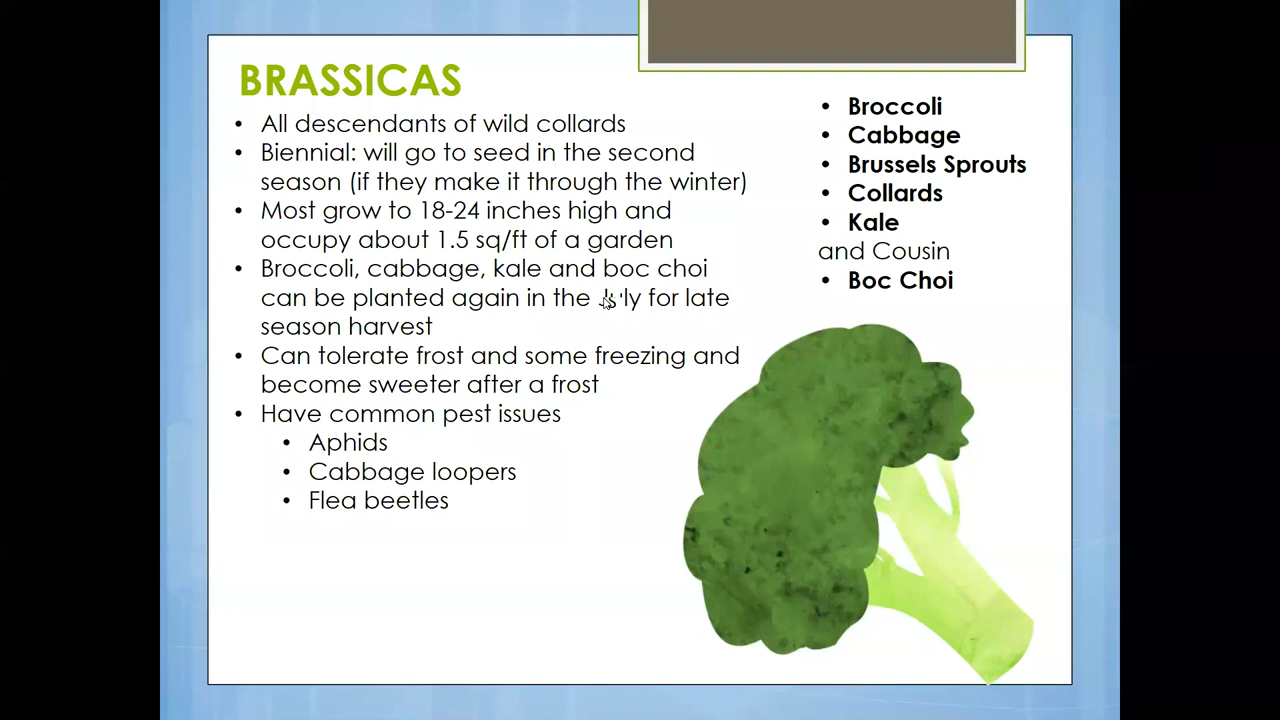 BRASSICAS
• All descendants of wild collards
• Biennial: will go to seed in the second
season (if they make it through the winter)
• Most grow to 18-24 inches high and
occupy about 1.5 sq/ft of a garden
• Broccoli, cabbage, kale and boc choi
can be planted again in the for late
season harvest
• Can tolerate frost and some freezing and
become sweeter after a frost
• Have common pest issues
• Aphids
• Cabbage loopers
• Flea beetles
• Broccoli
• Cabbage
• Brussels Sprouts
• Collards
• Kale
and Cousin
• Boc Choi